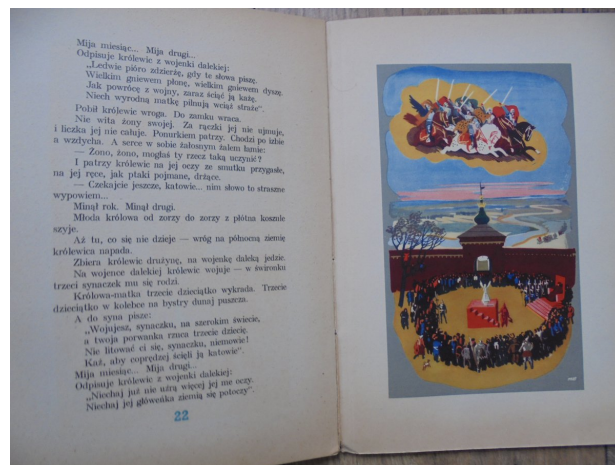 Mija miesiąc... Mija drugi...
Odpisuje królewic z wojenki dalekiej:
„Ledwie pióro zdzierżę, gdy te słowa piszę.
Wielkim gniewem płonę, wielkim gniewem dyszę.
Jak powrócę z wojny, zaraz ściąć ją każę.
Niech wyrodną matkę pilnują wciąż straże".
Pobił królewic wroga. Do zamku wraca.
Nie wita żony swojej. Za rączki jej nie ujmuje,
i liczka jej nie całuje. Ponurkiem patrzy. Chodzi po izbie
a wzdycha. A serce w sobie żałosnym żalem łamie:
— Żono, żono, mogłaś ty rzecz taką uczynić?
I patrzy królewic na jej oczy ze smutku przygasłe,
na jej ręce, jak ptaki pojmane, drżące.
— Czekajcie jeszcze, katowie... nim słowo to straszne
wypowiem...
Minął rok. Minął drugi.
Młoda królowa od zorzy do zorzy z płótna koszule
szyje.
Aż tu, co się nie dzieje — wróg na północną ziemię
królewica napada.
Zbiera królewic drużynę, na wojenkę daleką jedzie.
Na wojence dalekiej królewic wojuje — w świronku
trzeci synaczek mu się rodzi.
Królowa-matka trzecie dzieciątko wykrada. Trzecie
dzieciątko w kolebce na bystry dunaj puszcza.
A do syna pisze:
„Wojujesz, synaczku, na szerokim świecie,
a twoja porwanka rzuca trzecie dziecię.
Nie litować ci się, synaczku, niemowie!
Każ, aby coprędzej ścięli ją katowie".
Mija miesiąc... Mija drugi...
Odpisuje królewic z wojenki dalekiej:
„Niechaj już nie użrą więcej jej me oczy.
Niechaj jej główeńka ziemią się potoczy".
22